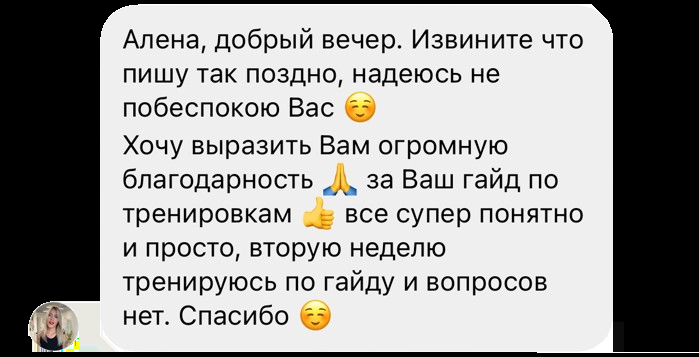 Алена, добрый вечер. Извините что
пишу так поздно, надеюсь не
побеспокою Вас ☺️
Хочу выразить Вам огромную
благодарность 🙏 за Ваш гайд по
тренировкам 👍 все супер понятно
и просто, вторую неделю
тренируюсь по гайду и вопросов
нет. Спасибо ☺️